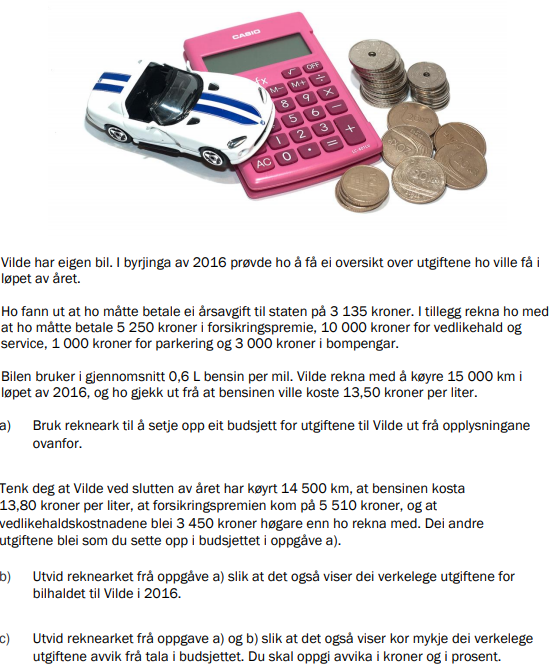 CASIO
fx
√ OFF
M- M+ ÷
8 9 ×
5 6 −
1 2 3 +
AC 0 · =
Vilde har eigen bil. I byrjinga av 2016 prøvde ho å få ei oversikt over utgiftene ho ville få i
løpet av året.
Ho fann ut at ho måtte betale ei årsavgift til staten på 3 135 kroner. I tillegg rekna ho med
at ho måtte betale 5 250 kroner i forsikringspremie, 10 000 kroner for vedlikehald og
service, 1 000 kroner for parkering og 3 000 kroner i bompengar.
Bilen bruker i gjennomsnitt 0,6 L bensin per mil. Vilde rekna med å køyre 15 000 km i
løpet av 2016, og ho gjekk ut frå at bensinen ville koste 13,50 kroner per liter.
a) Bruk rekneark til å setje opp eit budsjett for utgiftene til Vilde ut frå opplysningane
ovanfor.
Tenk deg at Vilde ved slutten av året har køyrt 14 500 km, at bensinen kosta
13,80 kroner per liter, at forsikringspremien kom på 5 510 kroner, og at
vedlikehaldskostnadene blei 3 450 kroner høgare enn ho rekna med. Dei andre
utgiftene blei som du sette opp i budsjettet i oppgåve a).
b) Utvid reknearket frå oppgåve a) slik at det også viser dei verkelege utgiftene for
bilhaldet til Vilde i 2016.
c) Utvid reknearket frå oppgave a) og b) slik at det også viser kor mykje dei verkelege
utgiftene avvik frå tala i budsjettet. Du skal oppgi avvika i kroner og i prosent.